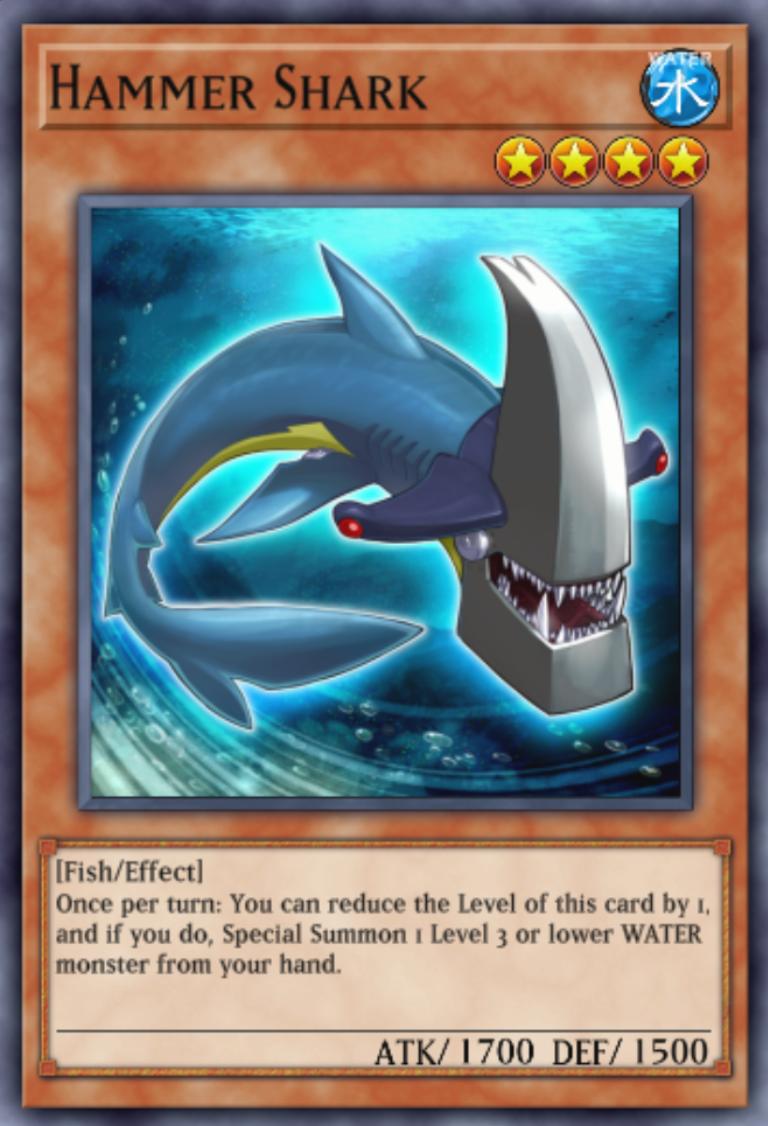 Hammer Shark
WATER
水
[Fish/Effect]
Once per turn: You can reduce the Level of this card by 1,
and if you do, Special Summon 1 Level 3 or lower WATER
monster from your hand.
ATK/ 1700 DEF/ 1500